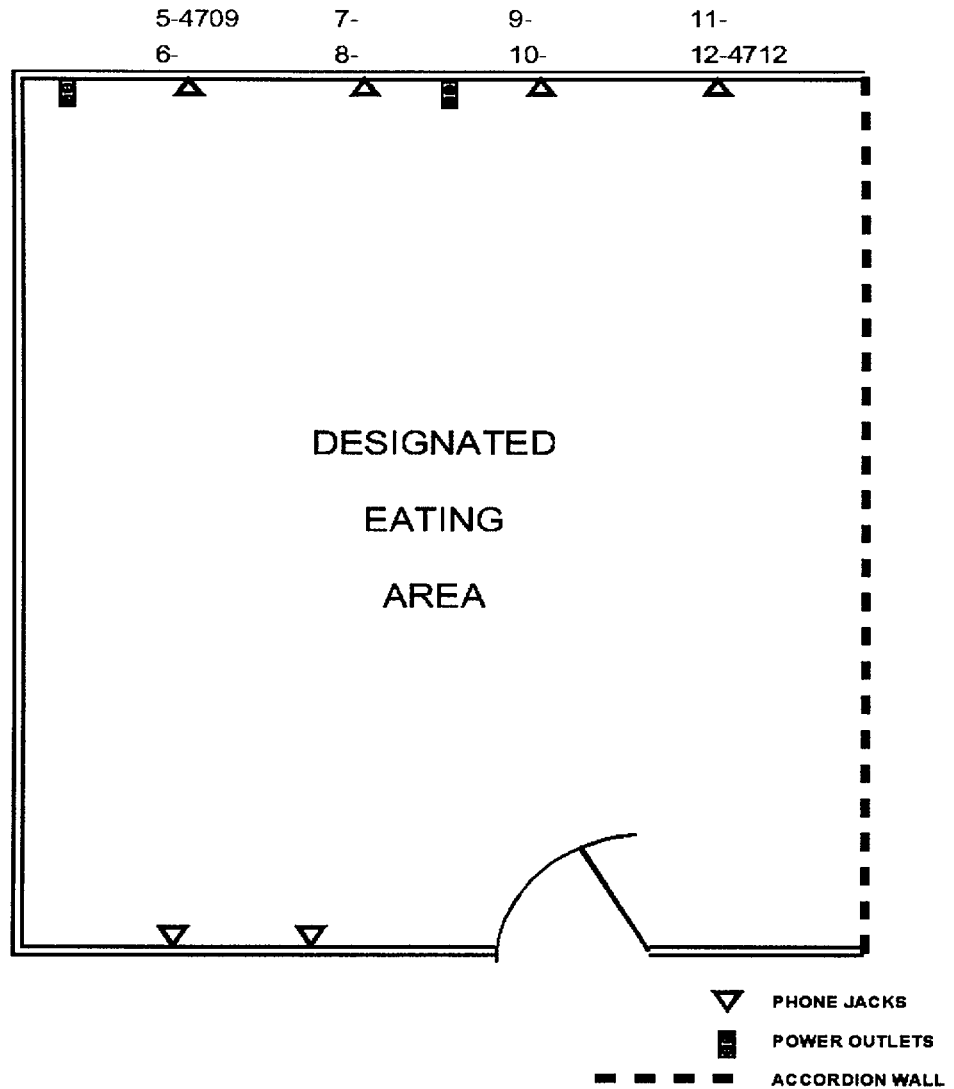 5-4709 7- 9- 11-
6- 8- 10- 12-4712
DESIGNATED
EATING
AREA
PHONE JACKS
POWER OUTLETS
ACCORDION WALL